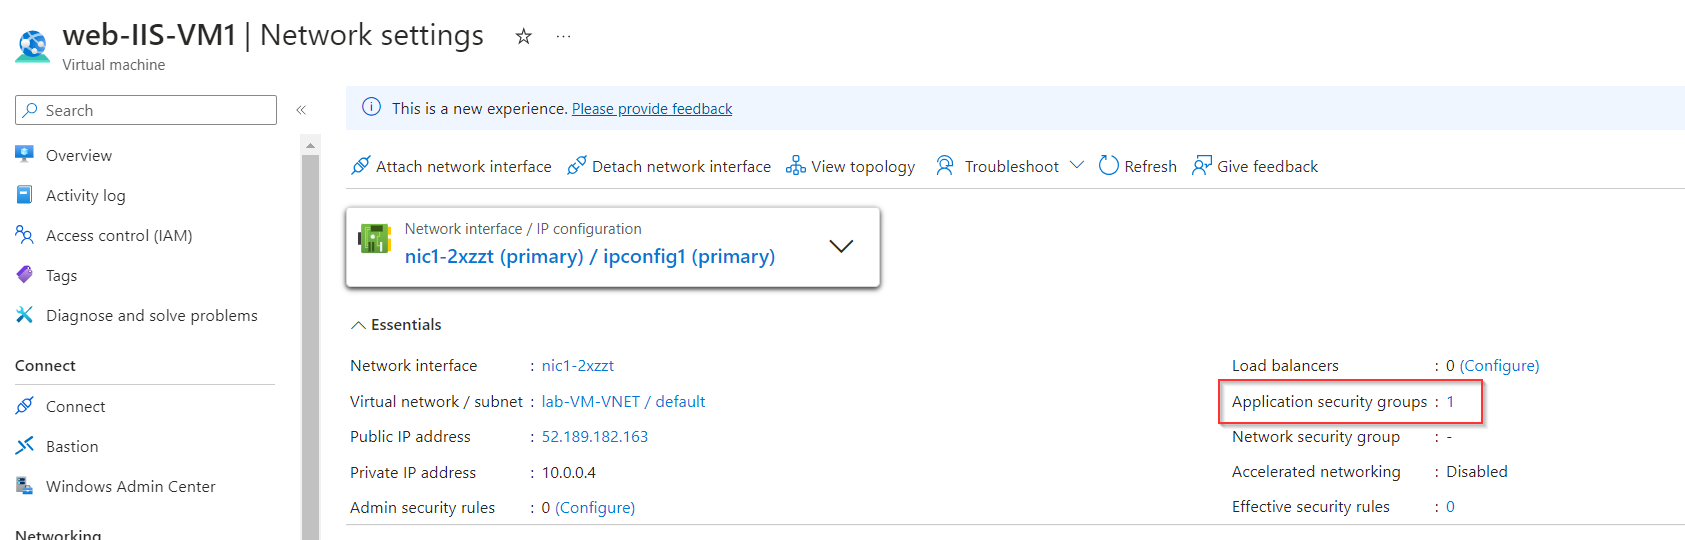 web-IIS-VM1 | Network settings
Virtual machine
Search
Overview
Activity log
Access control (IAM)
Tags
Diagnose and solve problems
Connect
Connect
Bastion
Windows Admin Center
Networking
This is a new experience. Please provide feedback
Attach network interface Detach network interface View topology Troubleshoot Refresh Give feedback
Network interface / IP configuration
nic1-2xzzt (primary) / ipconfig1 (primary)
Essentials
Network interface : nic1-2xzzt
Virtual network / subnet : lab-VM-VNET / default
Public IP address : 52.189.182.163
Private IP address : 10.0.0.4
Admin security rules : 0 (Configure)
Load balancers : 0 (Configure)
Application security groups : 1
Network security group : -
Accelerated networking : Disabled
Effective security rules : 0